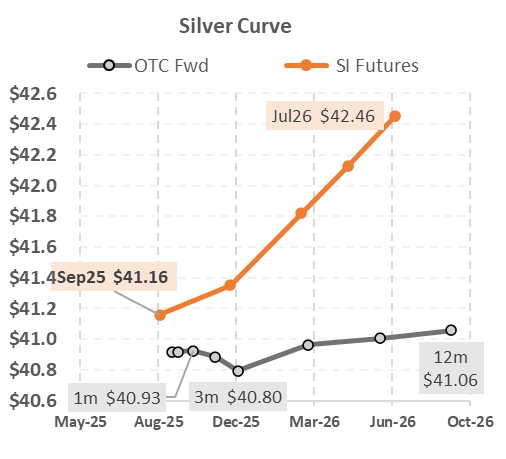 Silver Curve
OTC Fwd SI Futures
$42.6
$42.4
Jul26 $42.46
$42.2
$42.0
$41.8
$41.6
$41.4
Sep25 $41.16
$41.2
$41.0
$40.8
12m
$41.06
1m $40.93
3m $40.80
$40.6
May-25 Aug-25 Dec-25 Mar-26 Jun-26 Oct-26